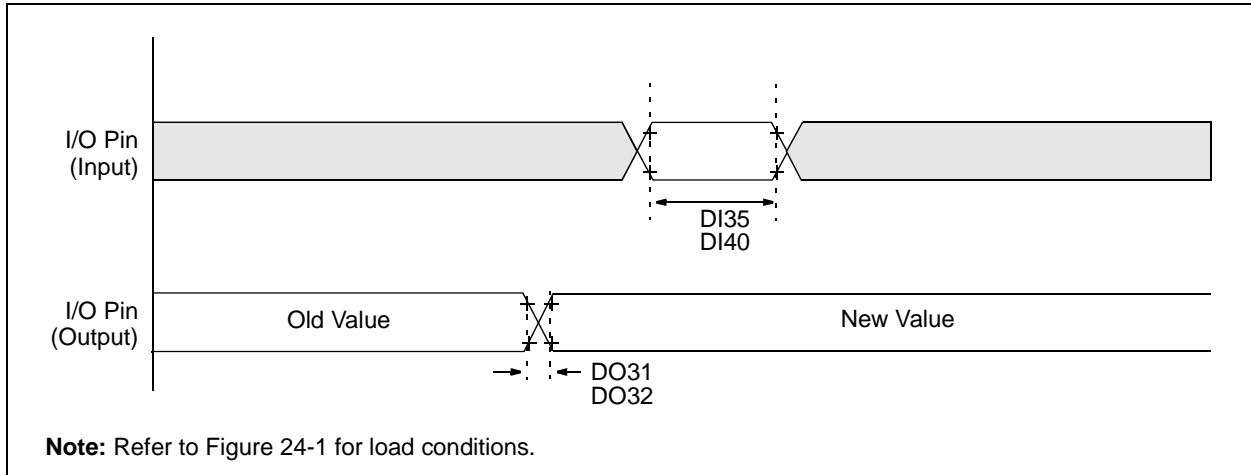 I/O Pin
(Input)
DI35
DI40
I/O Pin
(Output)
Old Value
New Value
DO31
DO32
Note: Refer to Figure 24-1 for load conditions.